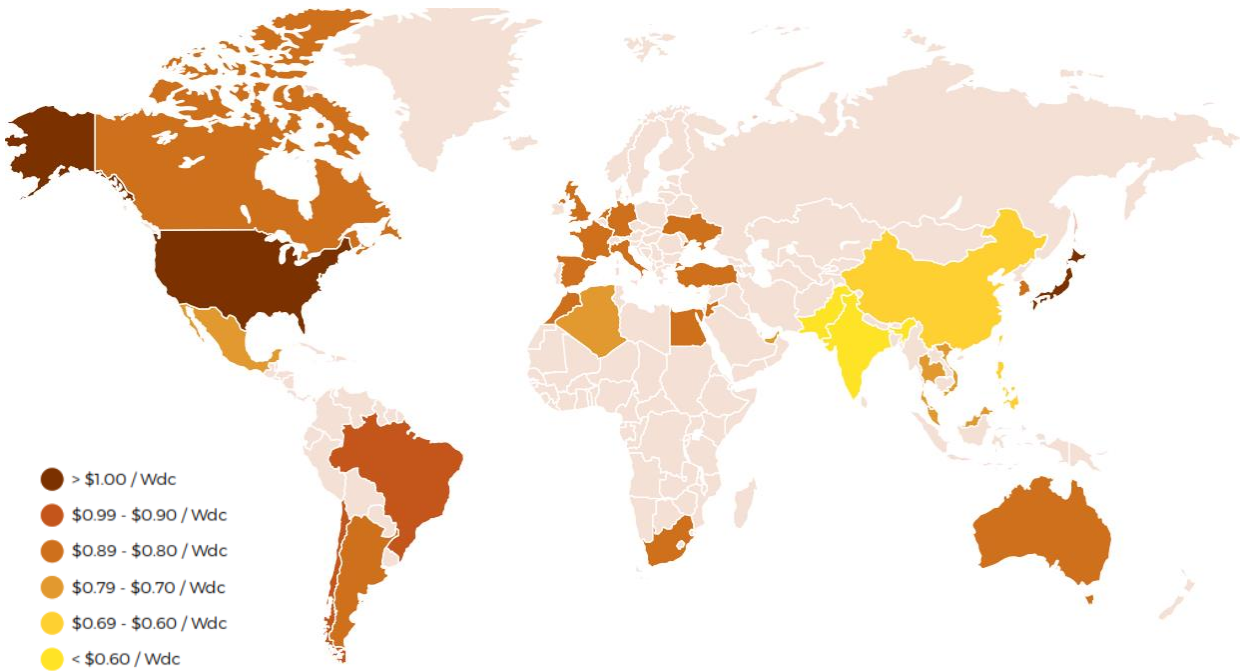 > $1.00 / Wdc
$0.99 - $0.90 / Wdc
$0.89 - $0.80 / Wdc
$0.79 - $0.70 / Wdc
$0.69 - $0.60 / Wdc
< $0.60 / Wdc